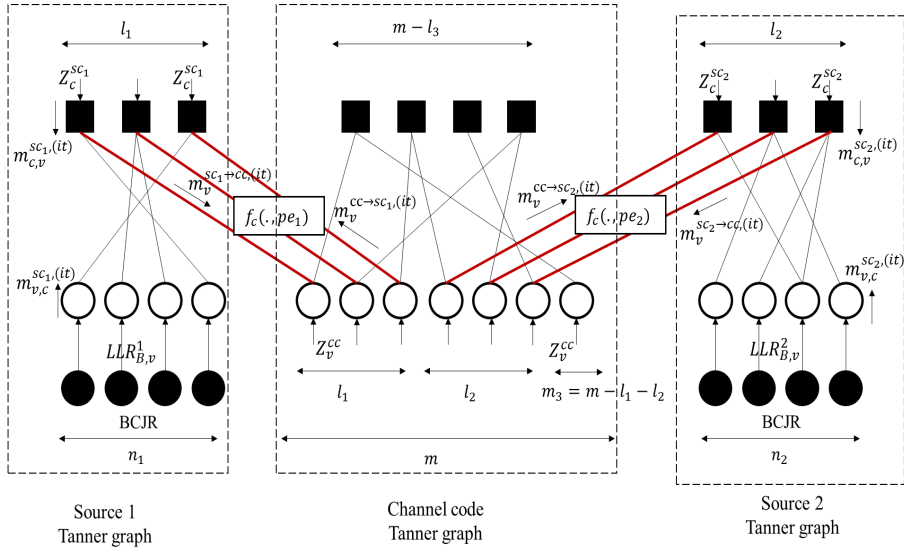 l₁
m − l₃
l₂
Z_c^{sc₁}
Z_c^{sc₁}
Z_c^{sc₂}
Z_c^{sc₂}
m_{c,v}^{sc₁,(it)}
m_{c,v}^{sc₂,(it)}
m_v^{sc₁→cc,(it)}
f_c(., pe₁)
m_v^{cc→sc₁,(it)}
m_v^{cc→sc₂,(it)}
f_c(., pe₂)
m_v^{sc₂→cc,(it)}
m_{v,c}^{sc₁,(it)}
m_{v,c}^{sc₂,(it)}
LLR_{B,v}^1
Z_v^{cc}
Z_v^{cc}
LLR_{B,v}^2
l₁
l₂
m₃ = m − l₁ − l₂
BCJR
BCJR
n₁
m
n₂
Source 1
Tanner graph
Channel code
Tanner graph
Source 2
Tanner graph